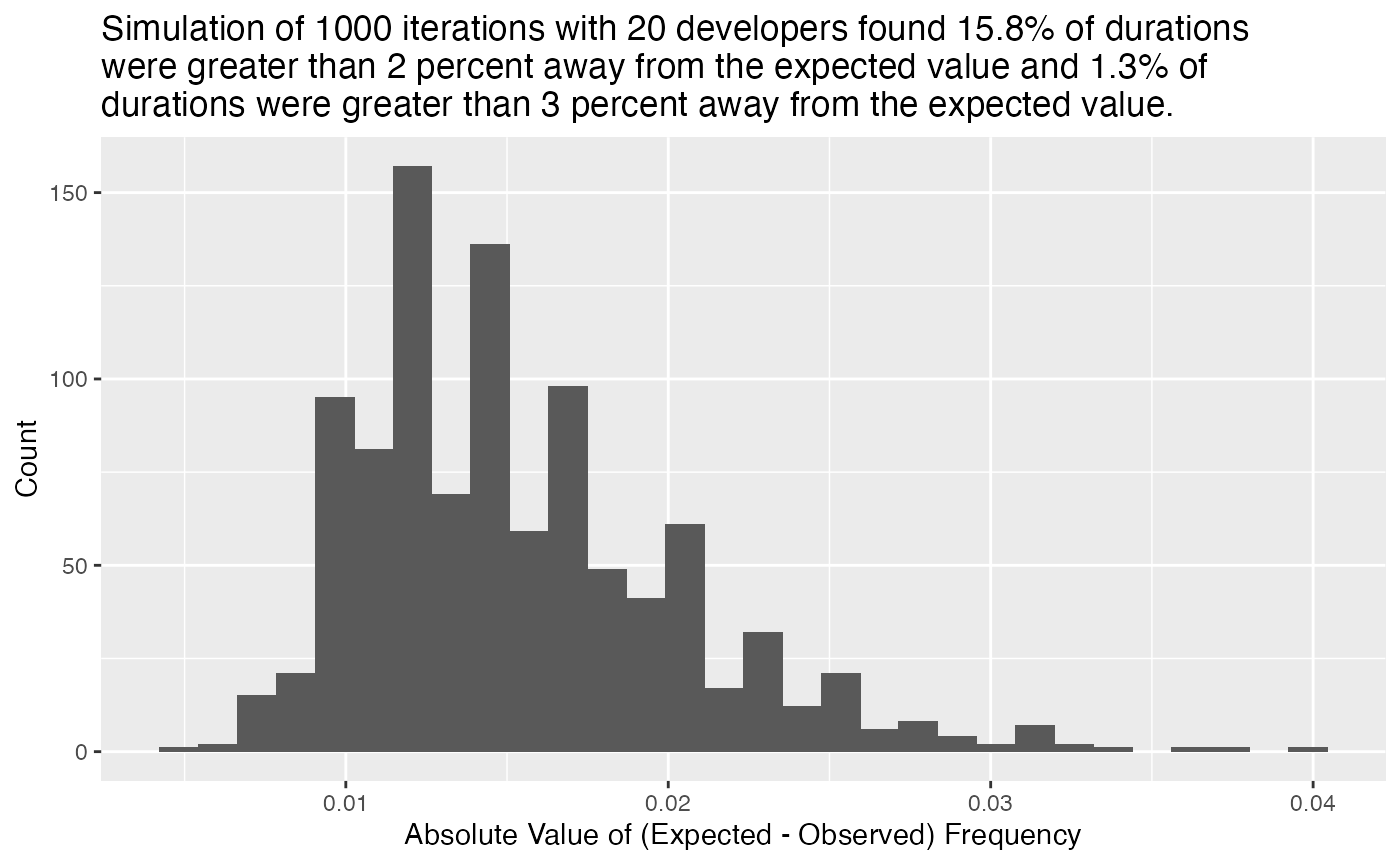 Simulation of 1000 iterations with 20 developers found 15.8% of durations
were greater than 2 percent away from the expected value and 1.3% of
durations were greater than 3 percent away from the expected value.
150
100
50
0
Count
0.01
0.02
0.03
0.04
Absolute Value of (Expected - Observed) Frequency